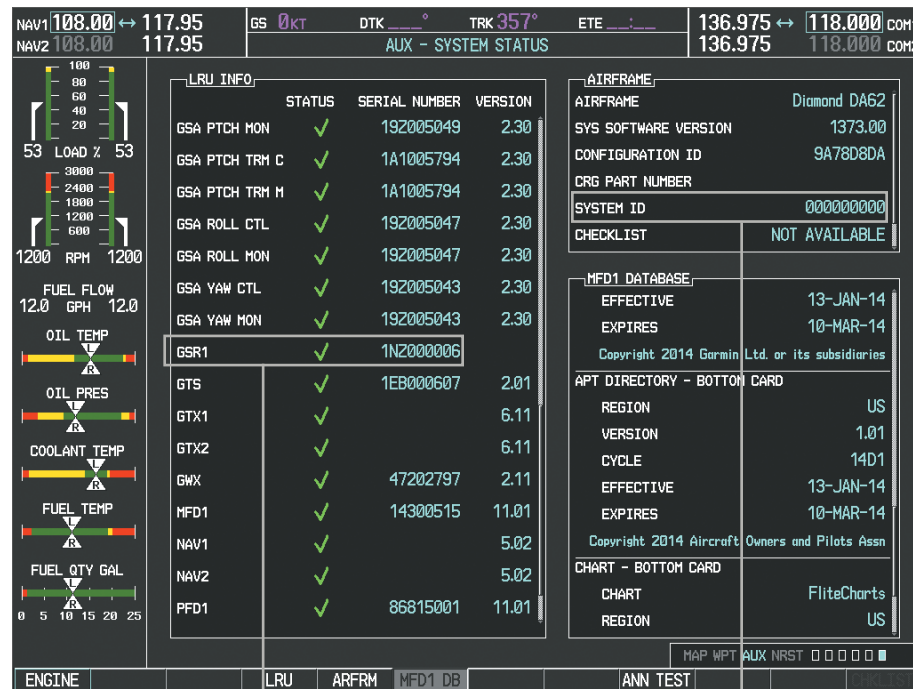 NAV1 108.00 ↔ 117.95
NAV2 108.00 117.95
GS 0KT DTK ___° TRK 357° ETE __:__
AUX - SYSTEM STATUS
136.975 ↔ 118.000 COM1
136.975 118.000 COM2
100
80
60
40
20
53 LOAD % 53
3000
2400
1800
1200
600
1200 RPM 1200
FUEL FLOW
12.0 GPH 12.0
OIL TEMP
L
R
OIL PRES
L
R
COOLANT TEMP
L
R
FUEL TEMP
L
R
FUEL QTY GAL
L
R
0 5 10 15 20 25
LRU INFO
STATUS SERIAL NUMBER VERSION
GSA PTCH MON 19Z005049 2.30
GSA PTCH TRM C 1A1005794 2.30
GSA PTCH TRM M 1A1005794 2.30
GSA ROLL CTL 19Z005047 2.30
GSA ROLL MON 19Z005047 2.30
GSA YAW CTL 19Z005043 2.30
GSA YAW MON 19Z005043 2.30
GSR1 1NZ000006
GTS 1EB000607 2.01
GTX1 6.11
GTX2 6.11
GWX 47202797 2.11
MFD1 14300515 11.01
NAV1 5.02
NAV2 5.02
PFD1 86815001 11.01
AIRFRAME
AIRFRAME Diamond DA62
SYS SOFTWARE VERSION 1373.00
CONFIGURATION ID 9A78D8DA
CRG PART NUMBER
SYSTEM ID 000000000
CHECKLIST NOT AVAILABLE
MFD1 DATABASE
EFFECTIVE 13-JAN-14
EXPIRES 10-MAR-14
Copyright 2014 Garmin Ltd. or its subsidiaries
APT DIRECTORY - BOTTOM CARD
REGION US
VERSION 1.01
CYCLE 14D1
EFFECTIVE 13-JAN-14
EXPIRES 10-MAR-14
Copyright 2014 Aircraft Owners and Pilots Assn
CHART - BOTTOM CARD
CHART FliteCharts
REGION US
MAP WPT AUX NRST
ENGINE LRU ARFRM MFD1 DB ANN TEST CHKLIST